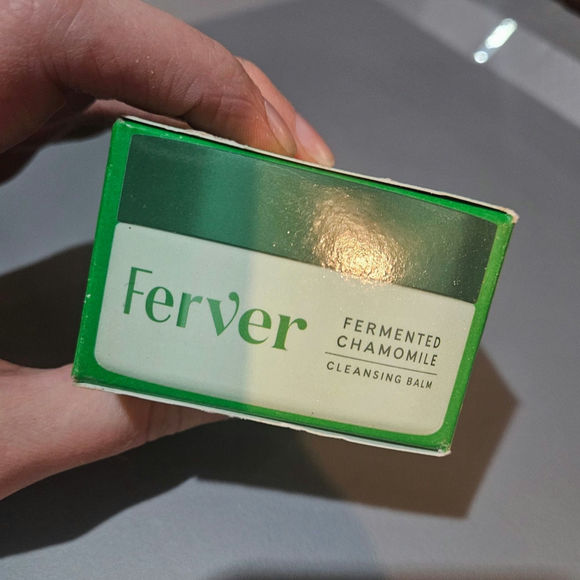 Ferver
FERMENTED
CHAMOMILE
CLEANSING BALM